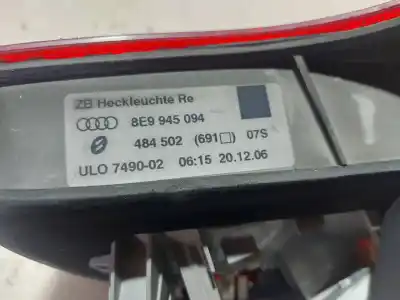 ZB Heckleuchte Re
8E9 945 094
484 502 (691□) 07S
ULO 7490-02 06:15 20.12.06